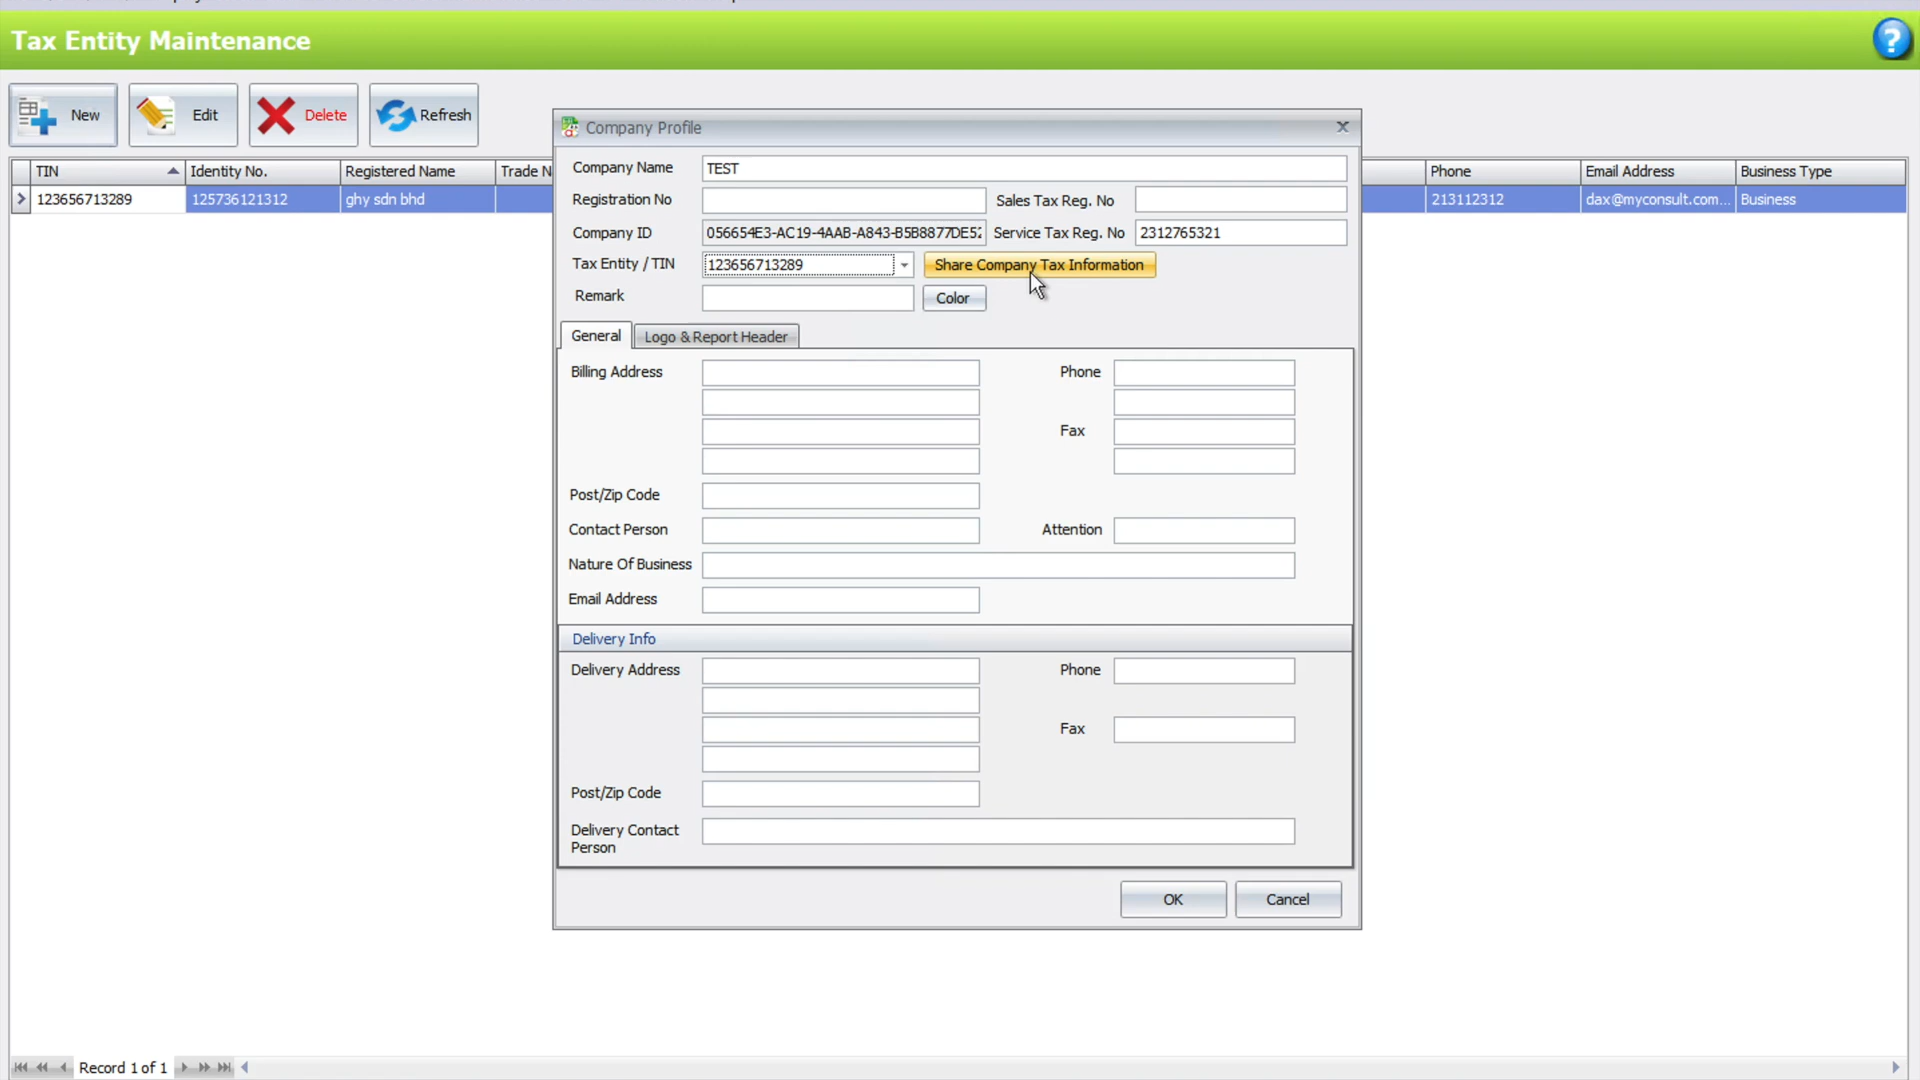 Tax Entity Maintenance
New Edit Delete Refresh
Company Profile
TIN Identity No. Registered Name Trade N Phone Email Address Business Type
123656713289 125736121312 ghy sdn bhd 213112312 dax@myconsult.com... Business
Company Name TEST
Registration No Sales Tax Reg. No
Company ID 056654E3-AC19-4AAB-A843-B5B8877DE52 Service Tax Reg. No 2312765321
Tax Entity / TIN 123656713289 Share Company Tax Information
Remark Color
General Logo & Report Header
Billing Address Phone
Fax
Post/Zip Code
Contact Person Attention
Nature Of Business
Email Address
Delivery Info
Delivery Address Phone
Fax
Post/Zip Code
Delivery Contact
Person
OK Cancel
Record 1 of 1